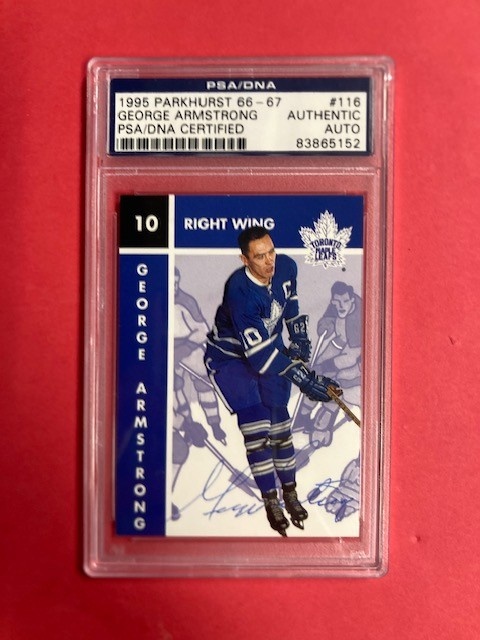 PSA/DNA
1995 PARKHURST 66-67 #116
GEORGE ARMSTRONG AUTHENTIC
PSA/DNA CERTIFIED AUTO
83865152
10 RIGHT WING
TORONTO
MAPLE
LEAFS
GEORGE ARMSTRONG
C
10